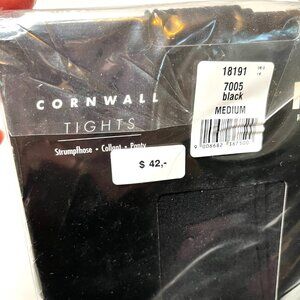 CORNWALL
TIGHTS
Strumpfhose • Collant • Panty
$ 42,-
18191
7005
black
MEDIUM